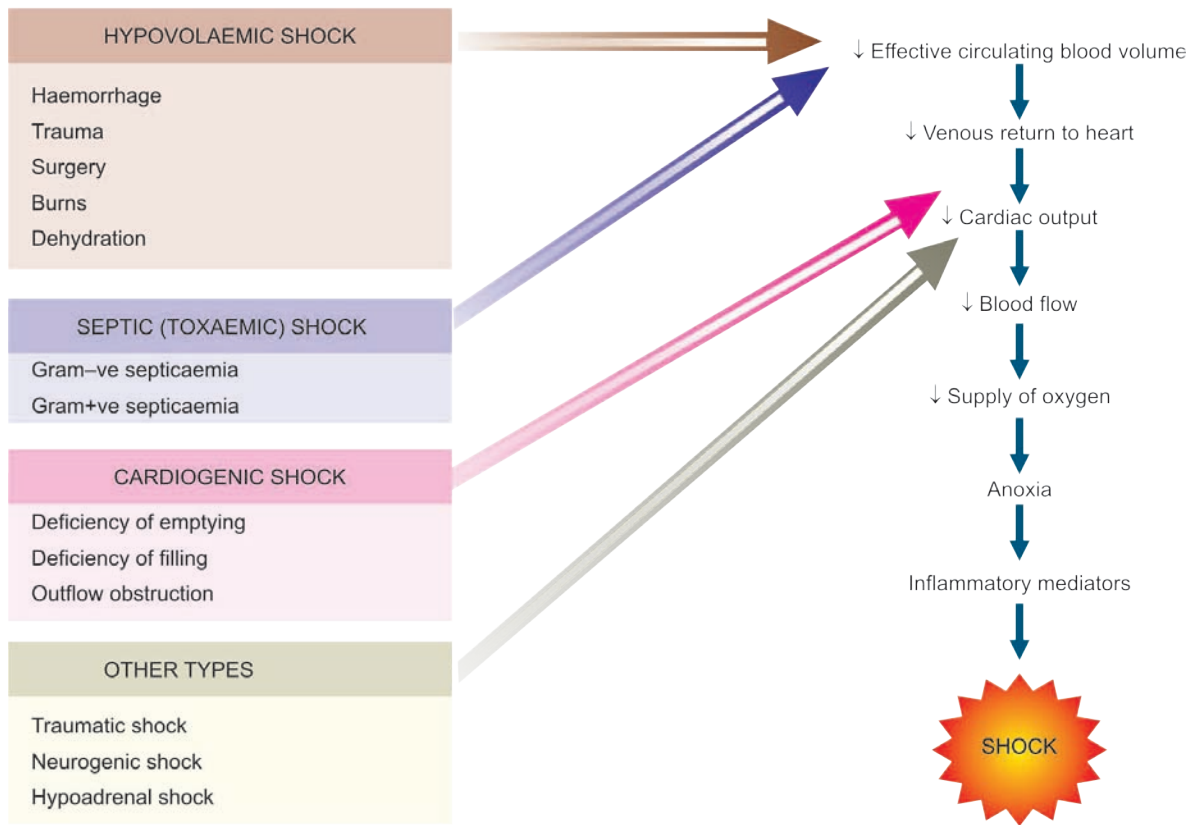 HYPOVOLAEMIC SHOCK
Haemorrhage
Trauma
Surgery
Burns
Dehydration
SEPTIC (TOXAEMIC) SHOCK
Gram–ve septicaemia
Gram+ve septicaemia
CARDIOGENIC SHOCK
Deficiency of emptying
Deficiency of filling
Outflow obstruction
OTHER TYPES
Traumatic shock
Neurogenic shock
Hypoadrenal shock
↓ Effective circulating blood volume
↓ Venous return to heart
↓ Cardiac output
↓ Blood flow
↓ Supply of oxygen
Anoxia
Inflammatory mediators
SHOCK